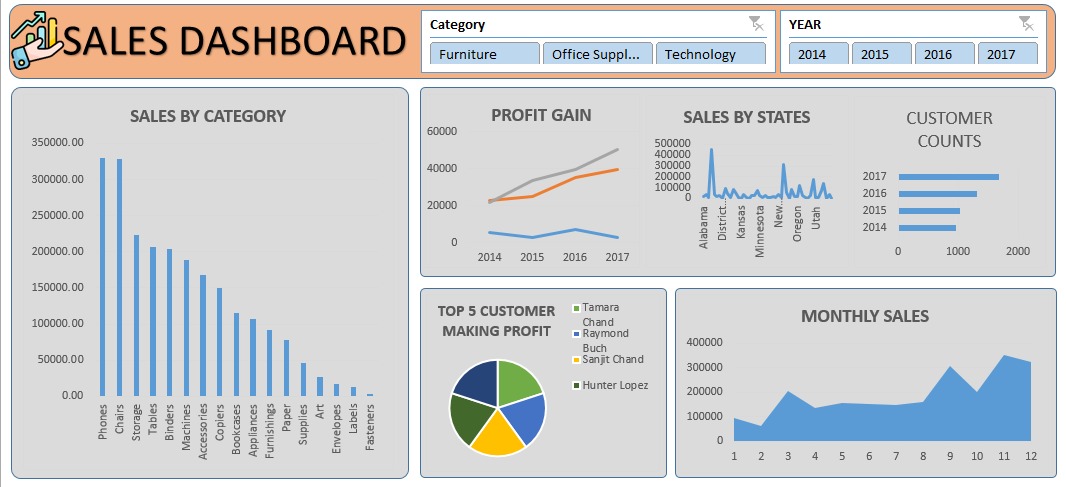 SALES DASHBOARD
Category
Furniture
Office Suppl...
Technology
YEAR
2014
2015
2016
2017
SALES BY CATEGORY
350000.00
300000.00
250000.00
200000.00
150000.00
100000.00
50000.00
0.00
Phones
Chairs
Storage
Tables
Binders
Machines
Accessories
Copiers
Bookcases
Appliances
Furnishings
Paper
Supplies
Art
Envelopes
Labels
Fasteners
PROFIT GAIN
60000
40000
20000
0
2014
2015
2016
2017
SALES BY STATES
500000
400000
300000
200000
100000
0
Alabama
District...
Kansas
Minnesota
New...
Oregon
Utah
CUSTOMER
COUNTS
2017
2016
2015
2014
0
1000
2000
TOP 5 CUSTOMER
MAKING PROFIT
Tamara
Chand
Raymond
Buch
Sanjit Chand
Hunter Lopez
MONTHLY SALES
400000
300000
200000
100000
0
1
2
3
4
5
6
7
8
9
10
11
12